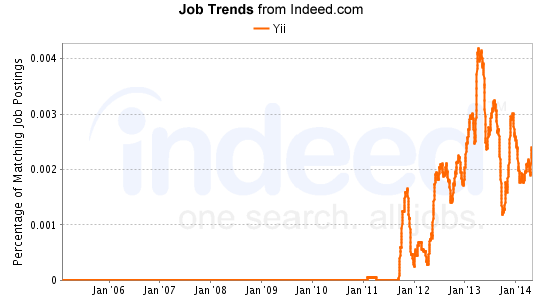 Job Trends from Indeed.com
Yii
Percentage of Matching Job Postings
0.004
0.003
0.002
0.001
0
indeed
one search. all jobs.
Jan '06 Jan '07 Jan '08 Jan '09 Jan '10 Jan '11 Jan '12 Jan '13 Jan '14